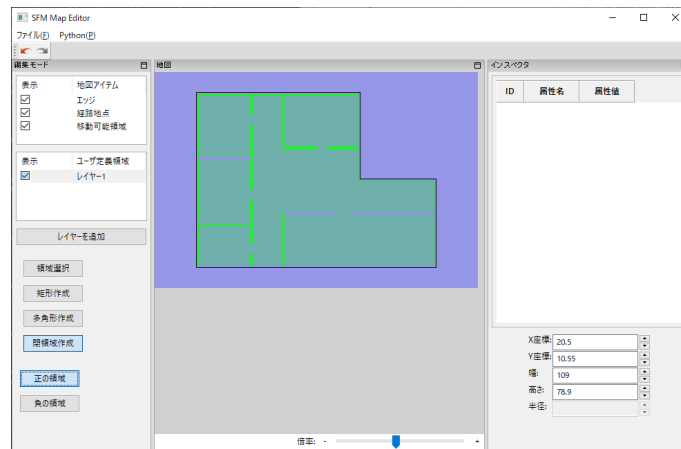 SFM Map Editor
ファイル(F) Python(P)
編集モード
地図
インスペクタ
表示 地図アイテム
エッジ
経路地点
移動可能領域
表示 ユーザ定義領域
レイヤー1
レイヤーを追加
領域選択
矩形作成
多角形作成
閉領域作成
正の領域
負の領域
ID 属性名 属性値
X座標: 20.5
Y座標: 10.55
幅: 109
高さ: 78.9
半径:
倍率: - +